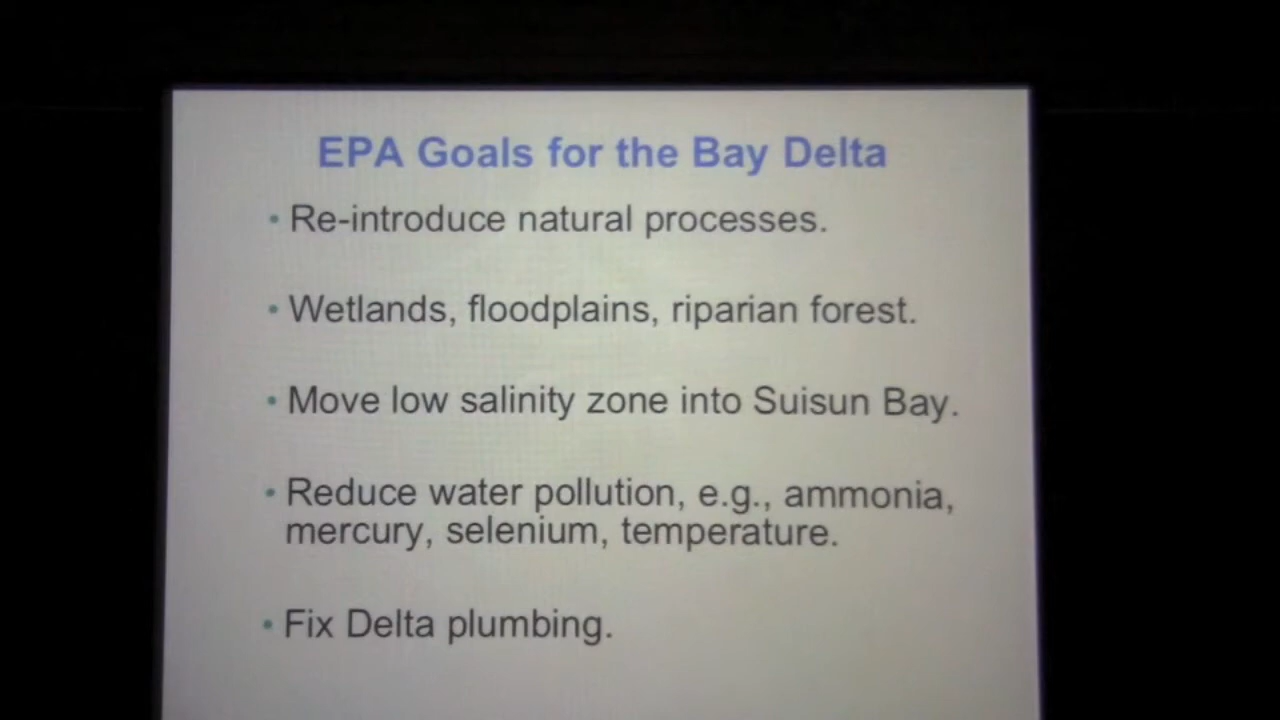 EPA Goals for the Bay Delta
• Re-introduce natural processes.
• Wetlands, floodplains, riparian forest.
• Move low salinity zone into Suisun Bay.
• Reduce water pollution, e.g., ammonia,
mercury, selenium, temperature.
• Fix Delta plumbing.